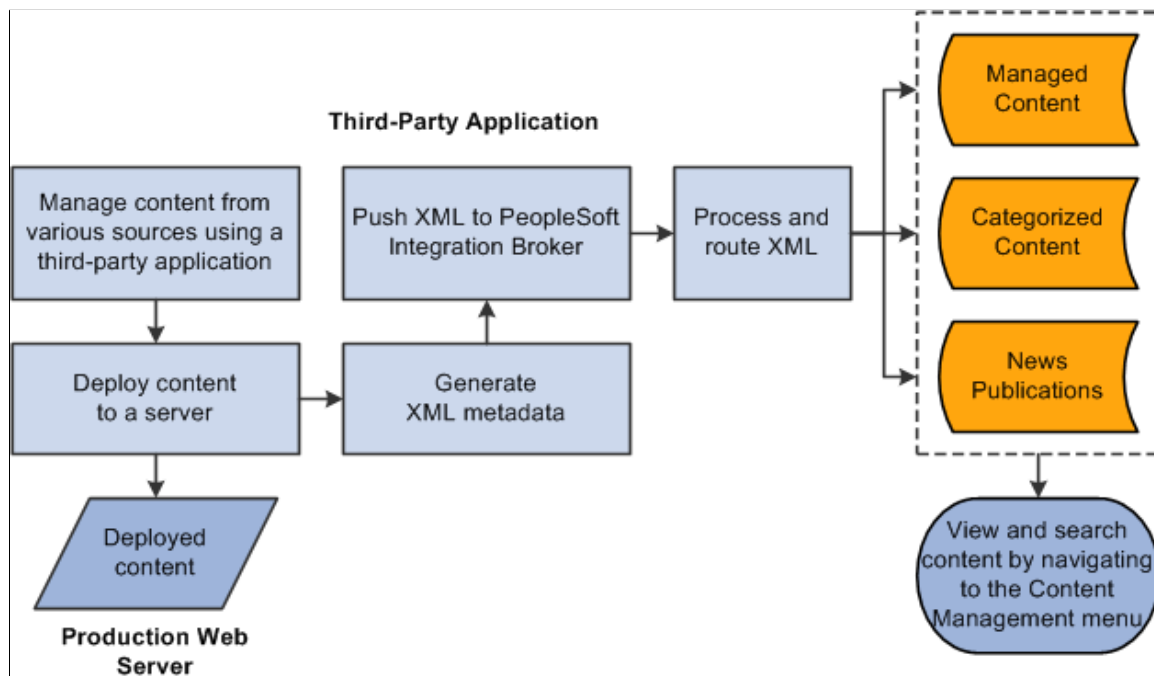 Third-Party Application
Manage content from
various sources using a
third-party application
Push XML to PeopleSoft
Integration Broker
Process and
route XML
Managed
Content
Categorized
Content
News
Publications
Deploy content
to a server
Generate
XML metadata
Deployed
content
Production Web
Server
View and search
content by navigating
to the Content
Management menu